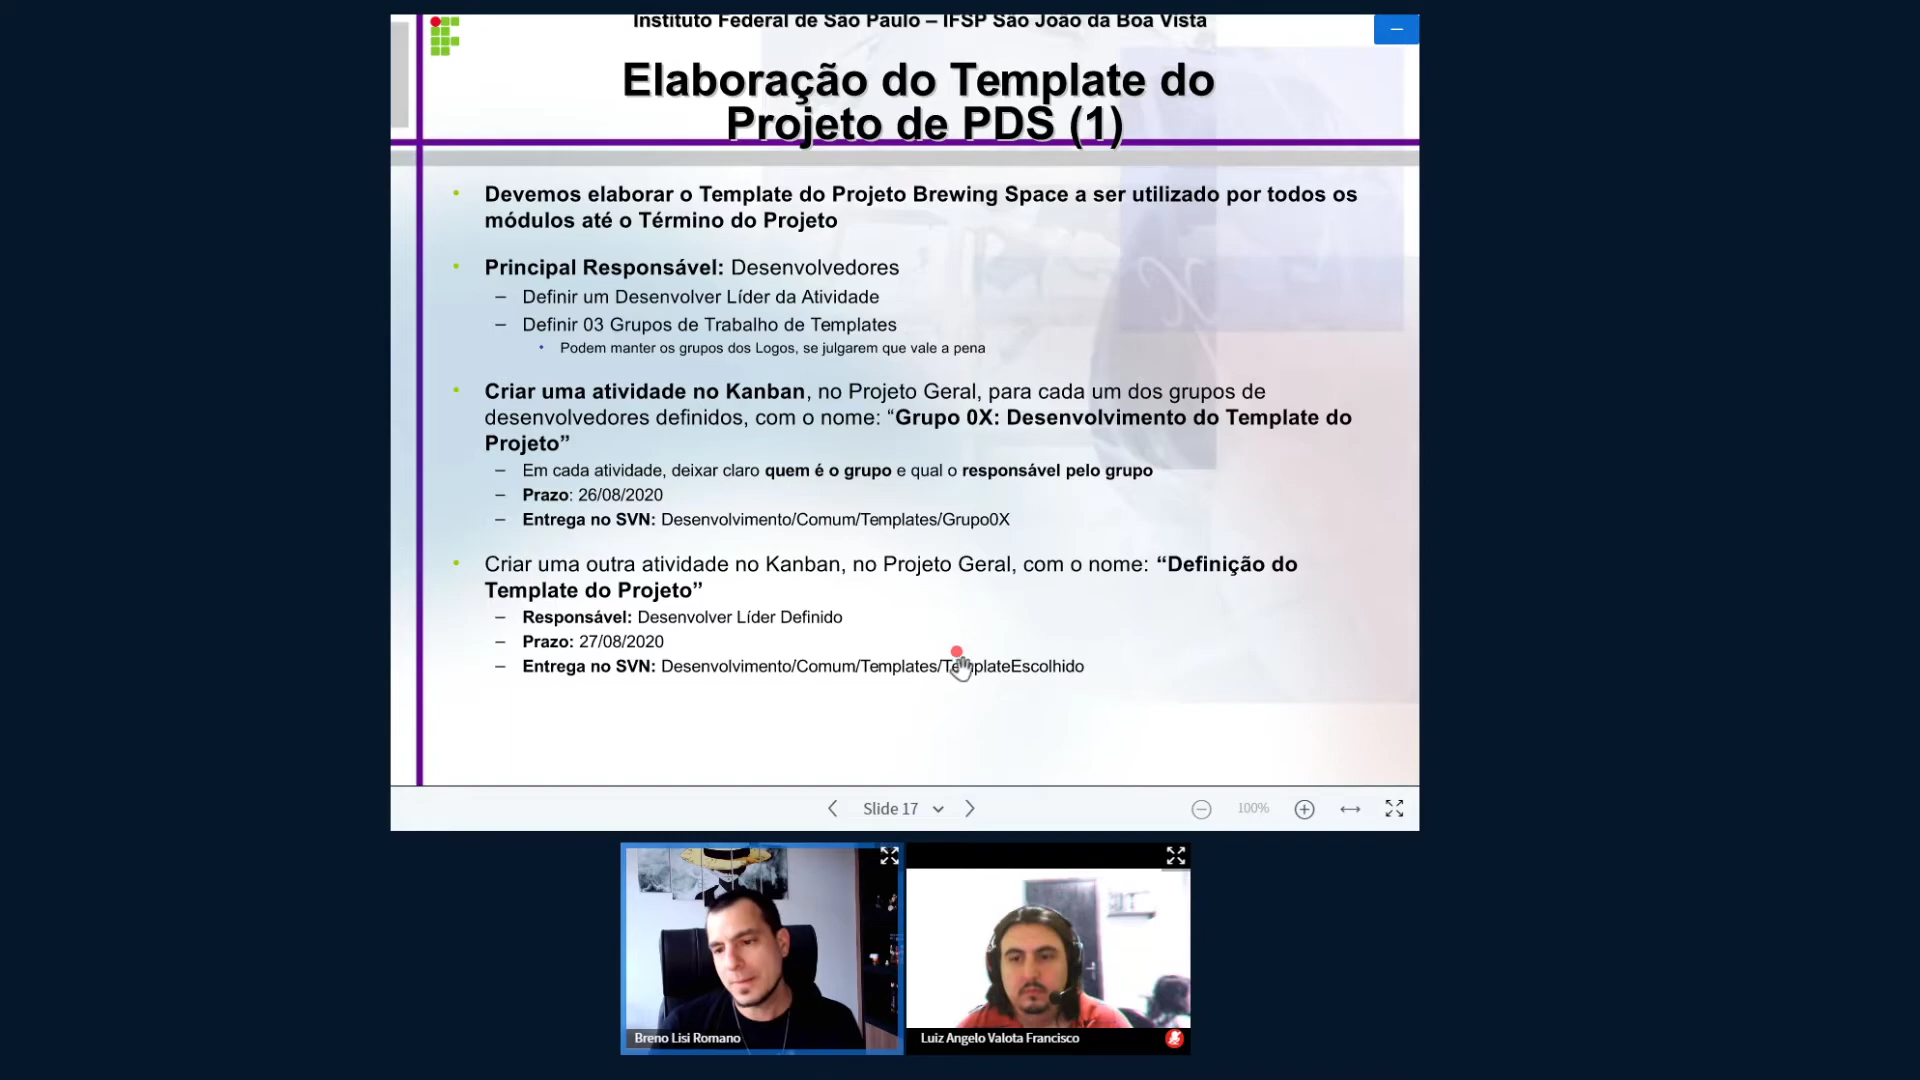 Instituto Federal de São Paulo – IFSP São João da Boa Vista
Elaboração do Template do
Projeto de PDS (1)
• Devemos elaborar o Template do Projeto Brewing Space a ser utilizado por todos os
módulos até o Término do Projeto
• Principal Responsável: Desenvolvedores
– Definir um Desenvolver Líder da Atividade
– Definir 03 Grupos de Trabalho de Templates
• Podem manter os grupos dos Logos, se julgarem que vale a pena
• Criar uma atividade no Kanban, no Projeto Geral, para cada um dos grupos de
desenvolvedores definidos, com o nome: “Grupo 0X: Desenvolvimento do Template do
Projeto”
– Em cada atividade, deixar claro quem é o grupo e qual o responsável pelo grupo
– Prazo: 26/08/2020
– Entrega no SVN: Desenvolvimento/Comum/Templates/Grupo0X
• Criar uma outra atividade no Kanban, no Projeto Geral, com o nome: “Definição do
Template do Projeto”
– Responsável: Desenvolver Líder Definido
– Prazo: 27/08/2020
– Entrega no SVN: Desenvolvimento/Comum/Templates/TemplateEscolhido
Slide 17
100%
Breno Lisi Romano
Luiz Angelo Valota Francisco